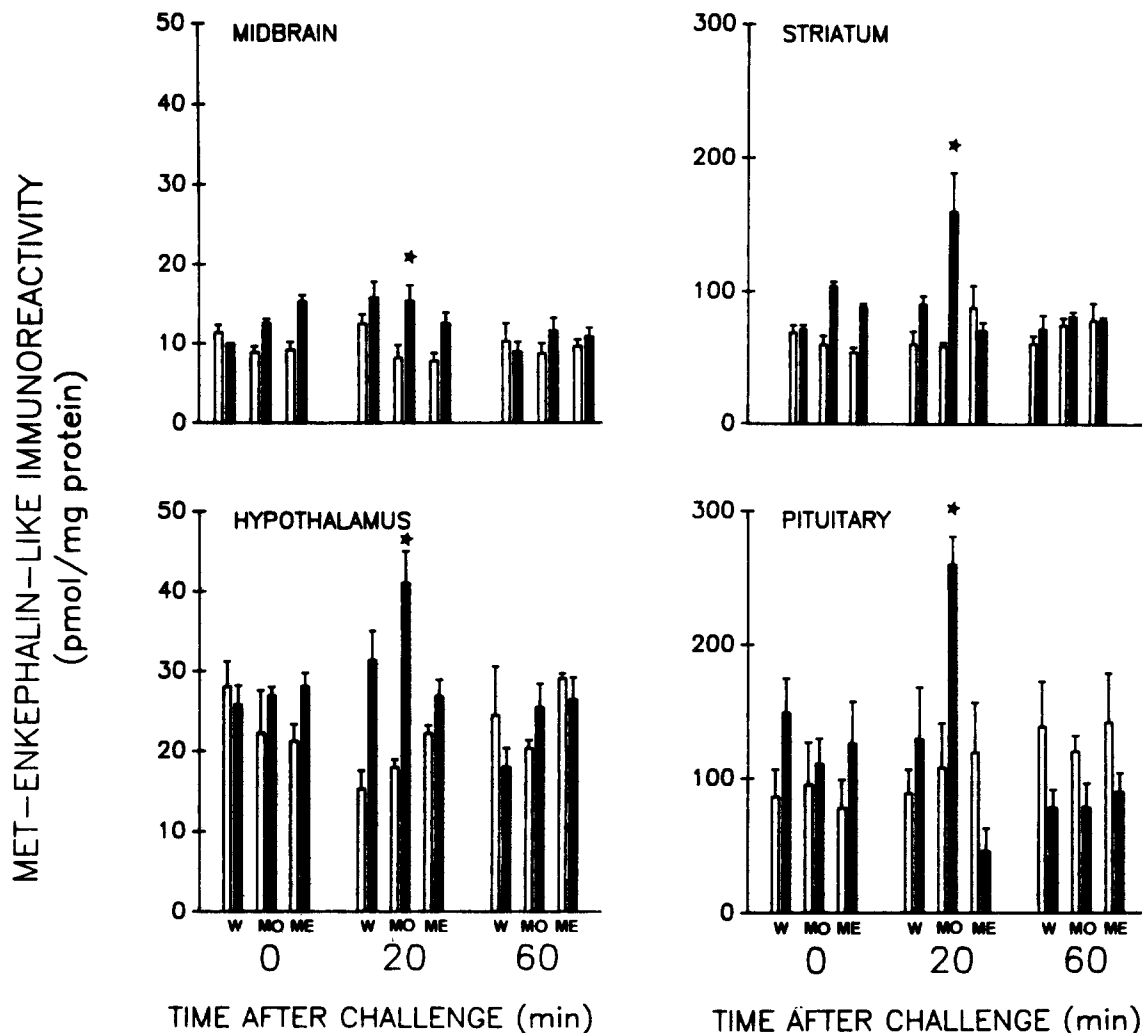 MET-ENKEPHALIN-LIKE IMMUNOREACTIVITY
(pmol/mg protein)
MIDBRAIN
50
40
30
20
10
0
STRIATUM
300
200
100
0
HYPOTHALAMUS
50
40
30
20
10
0
W MO ME W MO ME W MO ME
0 20 60
TIME AFTER CHALLENGE (min)
PITUITARY
300
200
100
0
W MO ME W MO ME W MO ME
0 20 60
TIME AFTER CHALLENGE (min)